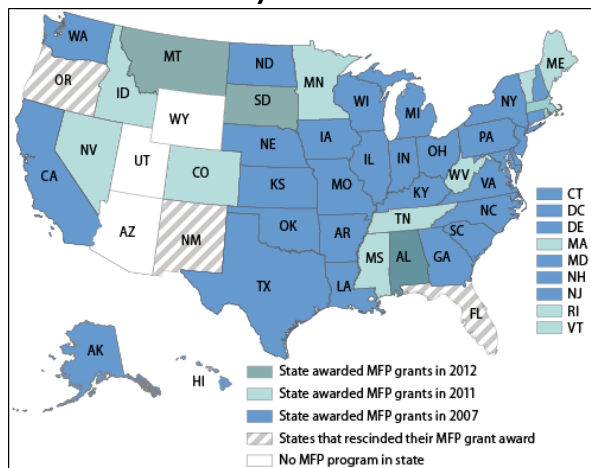 WA
MT
ND
MN
ME
OR
ID
SD
WI
NY
WY
MI
IA
PA
NE
NV
UT
IL
IN
OH
WV
CO
CA
KS
MO
KY
VA
CT
DC
DE
MA
MD
NH
NJ
RI
VT
NC
TN
AZ
NM
OK
AR
SC
MS
AL
GA
TX
LA
FL
AK
HI
State awarded MFP grants in 2012
State awarded MFP grants in 2011
State awarded MFP grants in 2007
States that rescinded their MFP grant award
No MFP program in state